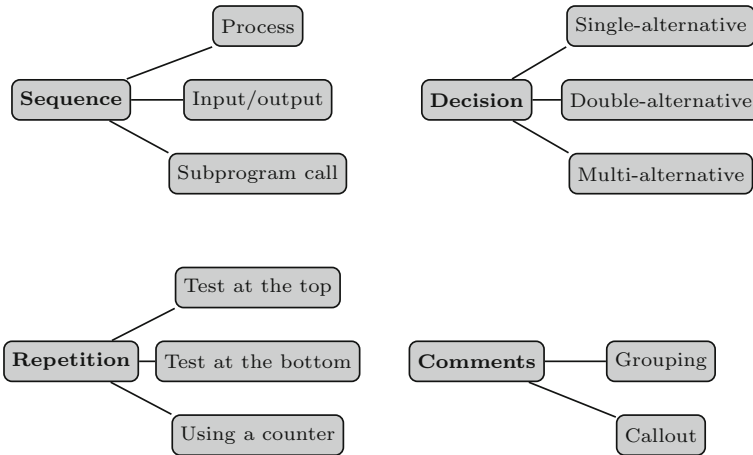 Process
Sequence
Input/output
Subprogram call
Single-alternative
Decision
Double-alternative
Multi-alternative
Test at the top
Repetition
Test at the bottom
Using a counter
Comments
Grouping
Callout